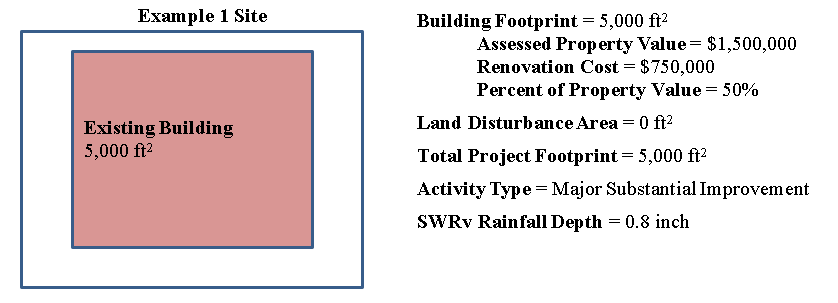 Example 1 Site
Existing Building
5,000 ft²
Building Footprint = 5,000 ft²
Assessed Property Value = $1,500,000
Renovation Cost = $750,000
Percent of Property Value = 50%
Land Disturbance Area = 0 ft²
Total Project Footprint = 5,000 ft²
Activity Type = Major Substantial Improvement
SWRv Rainfall Depth = 0.8 inch